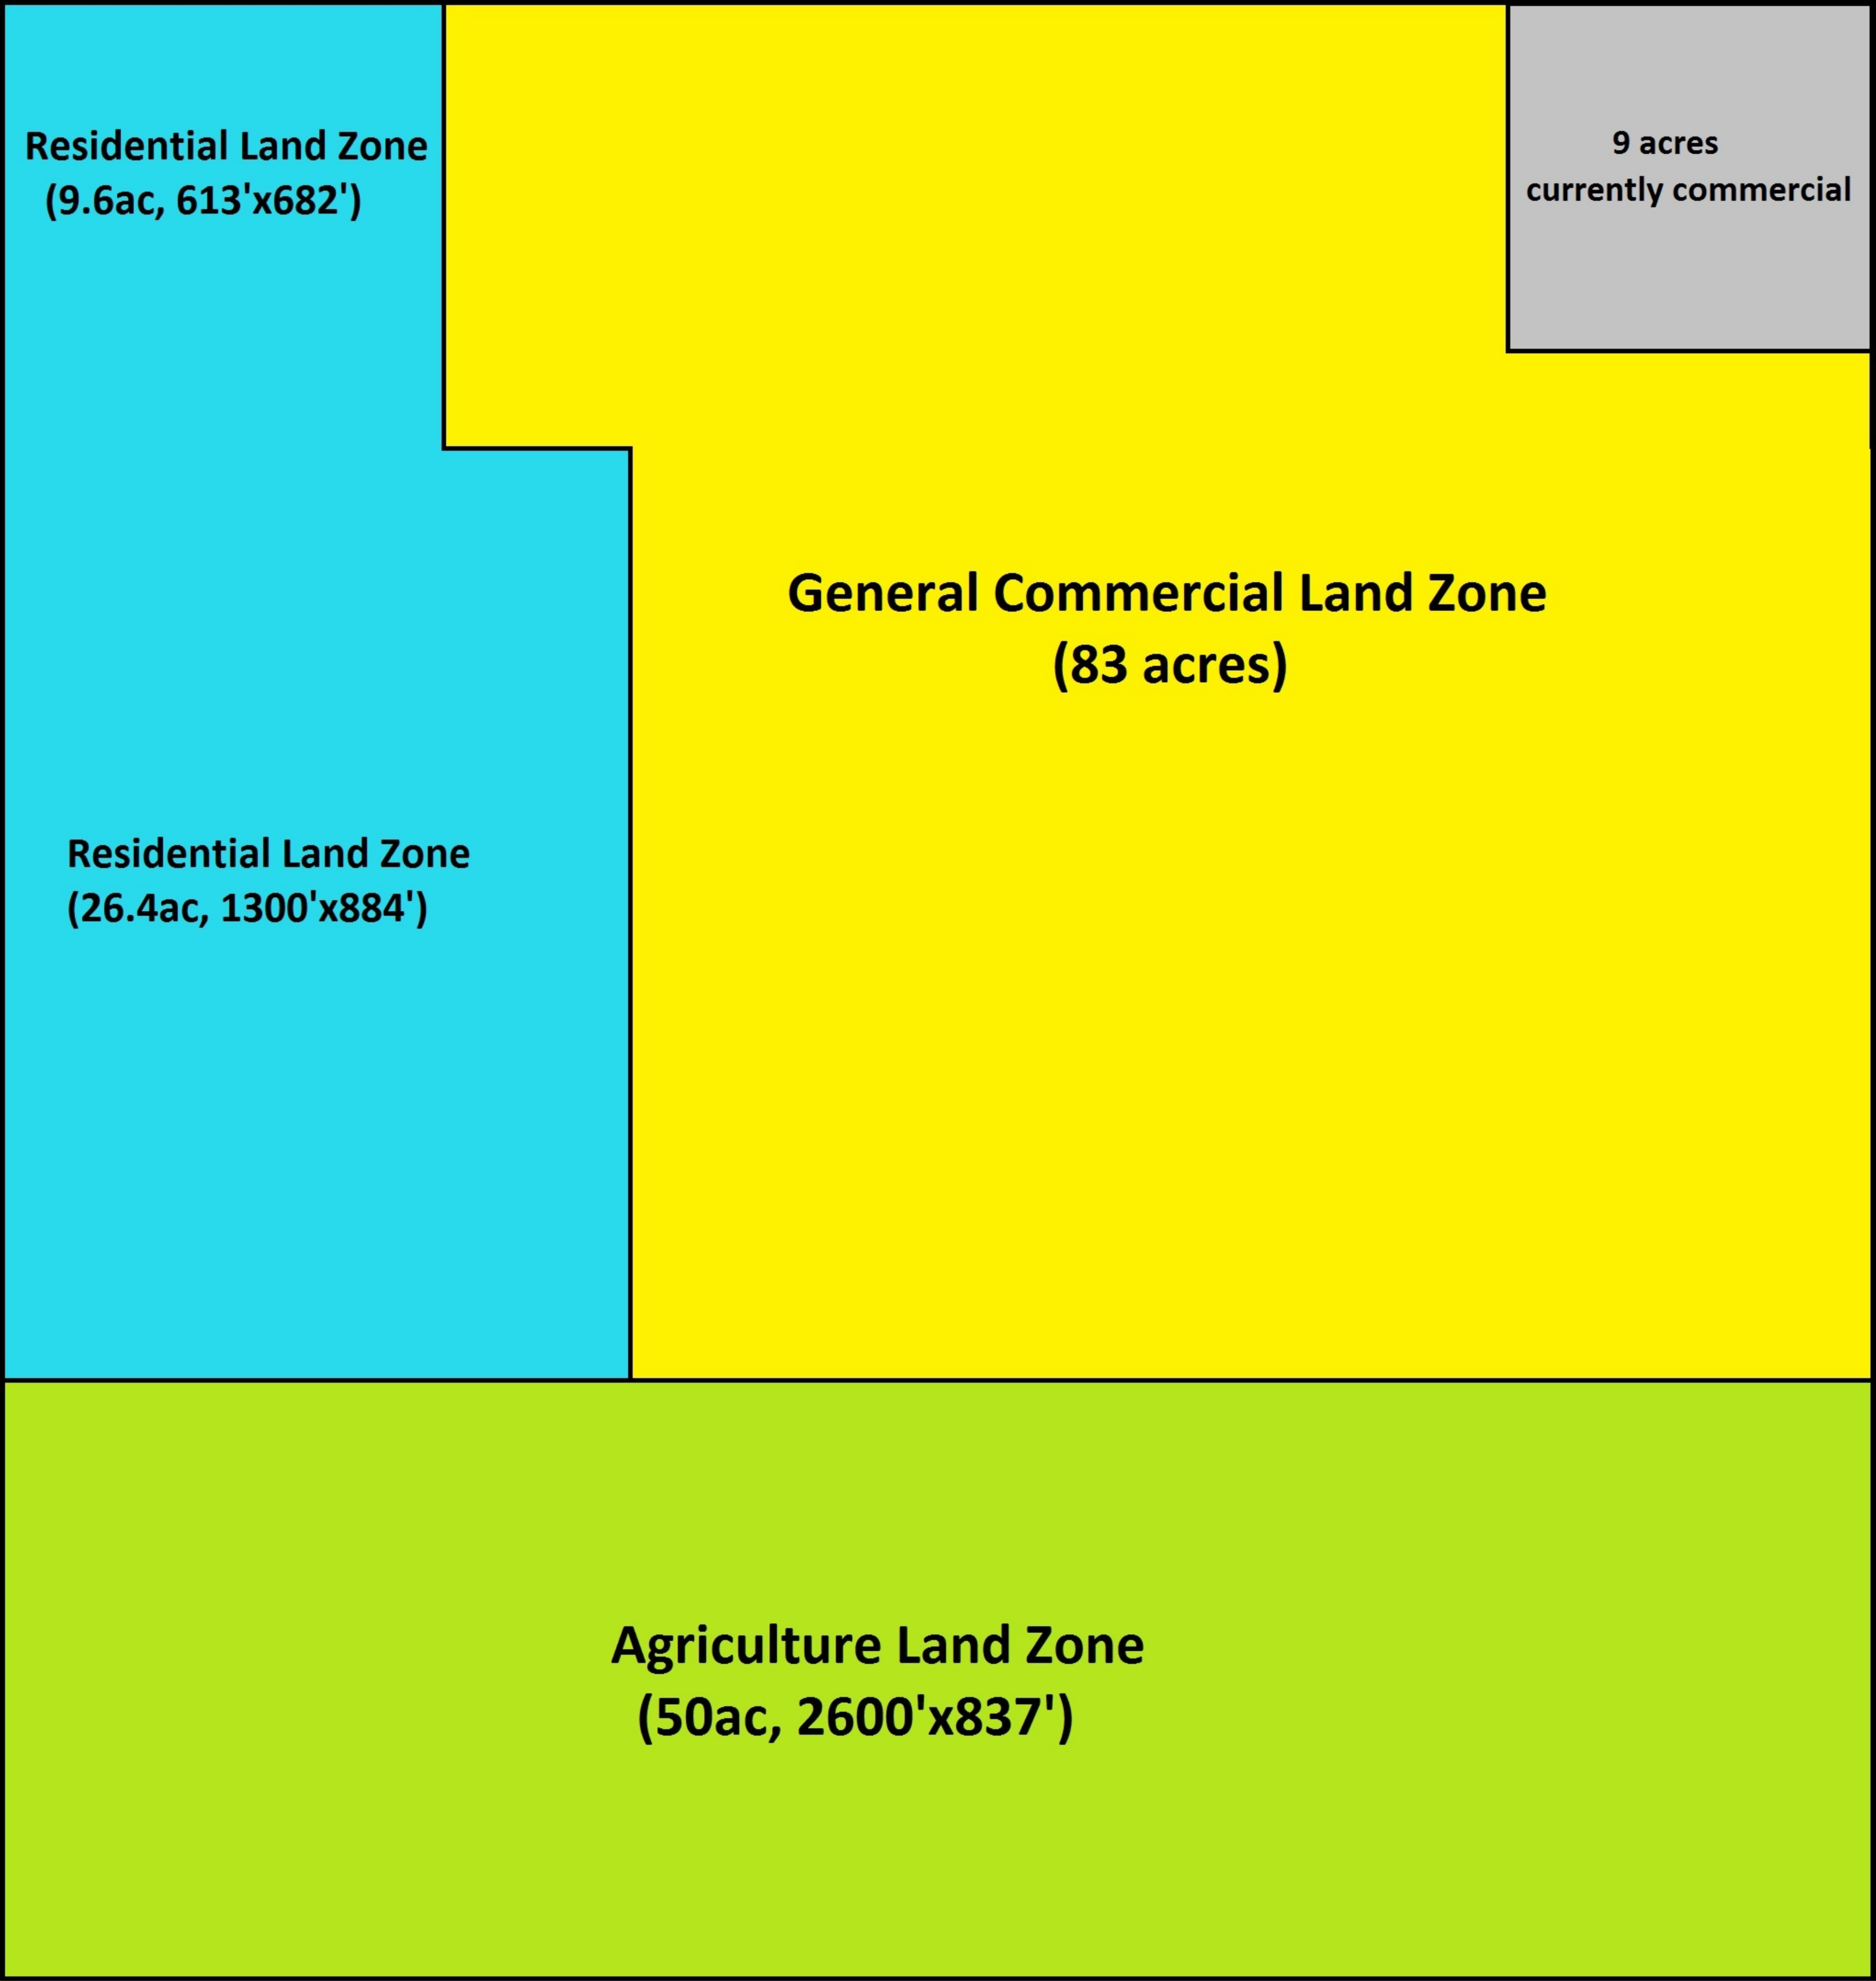 Residential Land Zone
(9.6ac, 613'x682')
9 acres
currently commercial
General Commercial Land Zone
(83 acres)
Residential Land Zone
(26.4ac, 1300'x884')
Agriculture Land Zone
(50ac, 2600'x837')